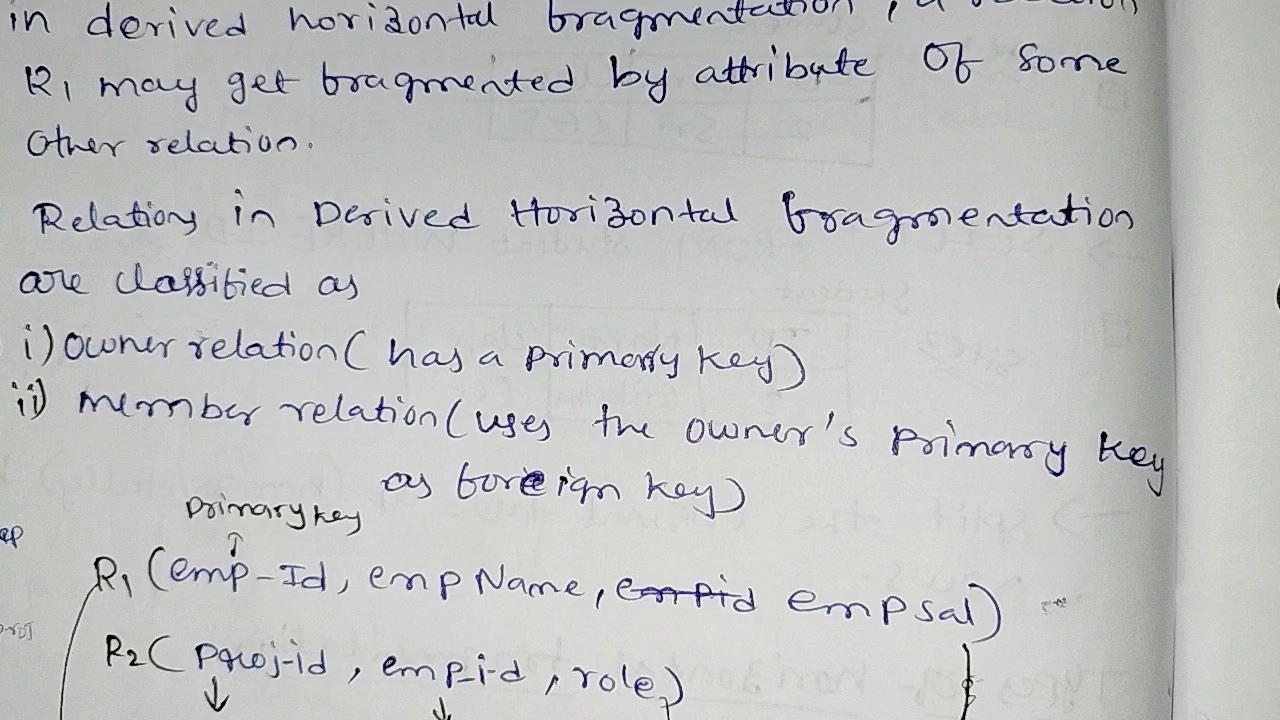 in derived horizontal fragmentation, a relation
R1 may get fragmented by attribute of some
other relation.
Relations in Derived Horizontal fragmentation
are classified as
i) owner relation (has a primary key)
ii) member relation (uses the owner's primary key
as foreign key)
primary key
R1 (emp-Id, empName, empid empsal)
R2 (proj-id, emp-id, role)